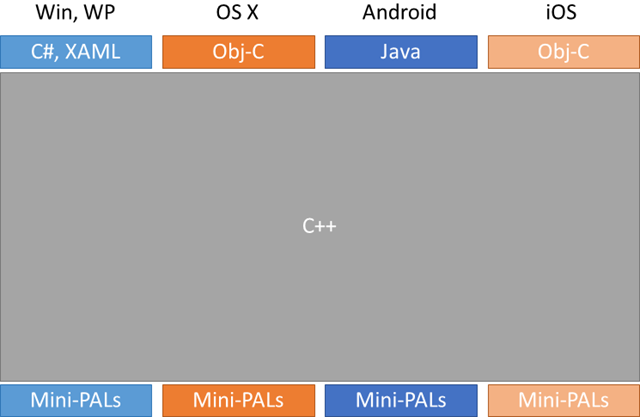 Win, WP OS X Android iOS
C#, XAML Obj-C Java Obj-C
C++
Mini-PALs Mini-PALs Mini-PALs Mini-PALs